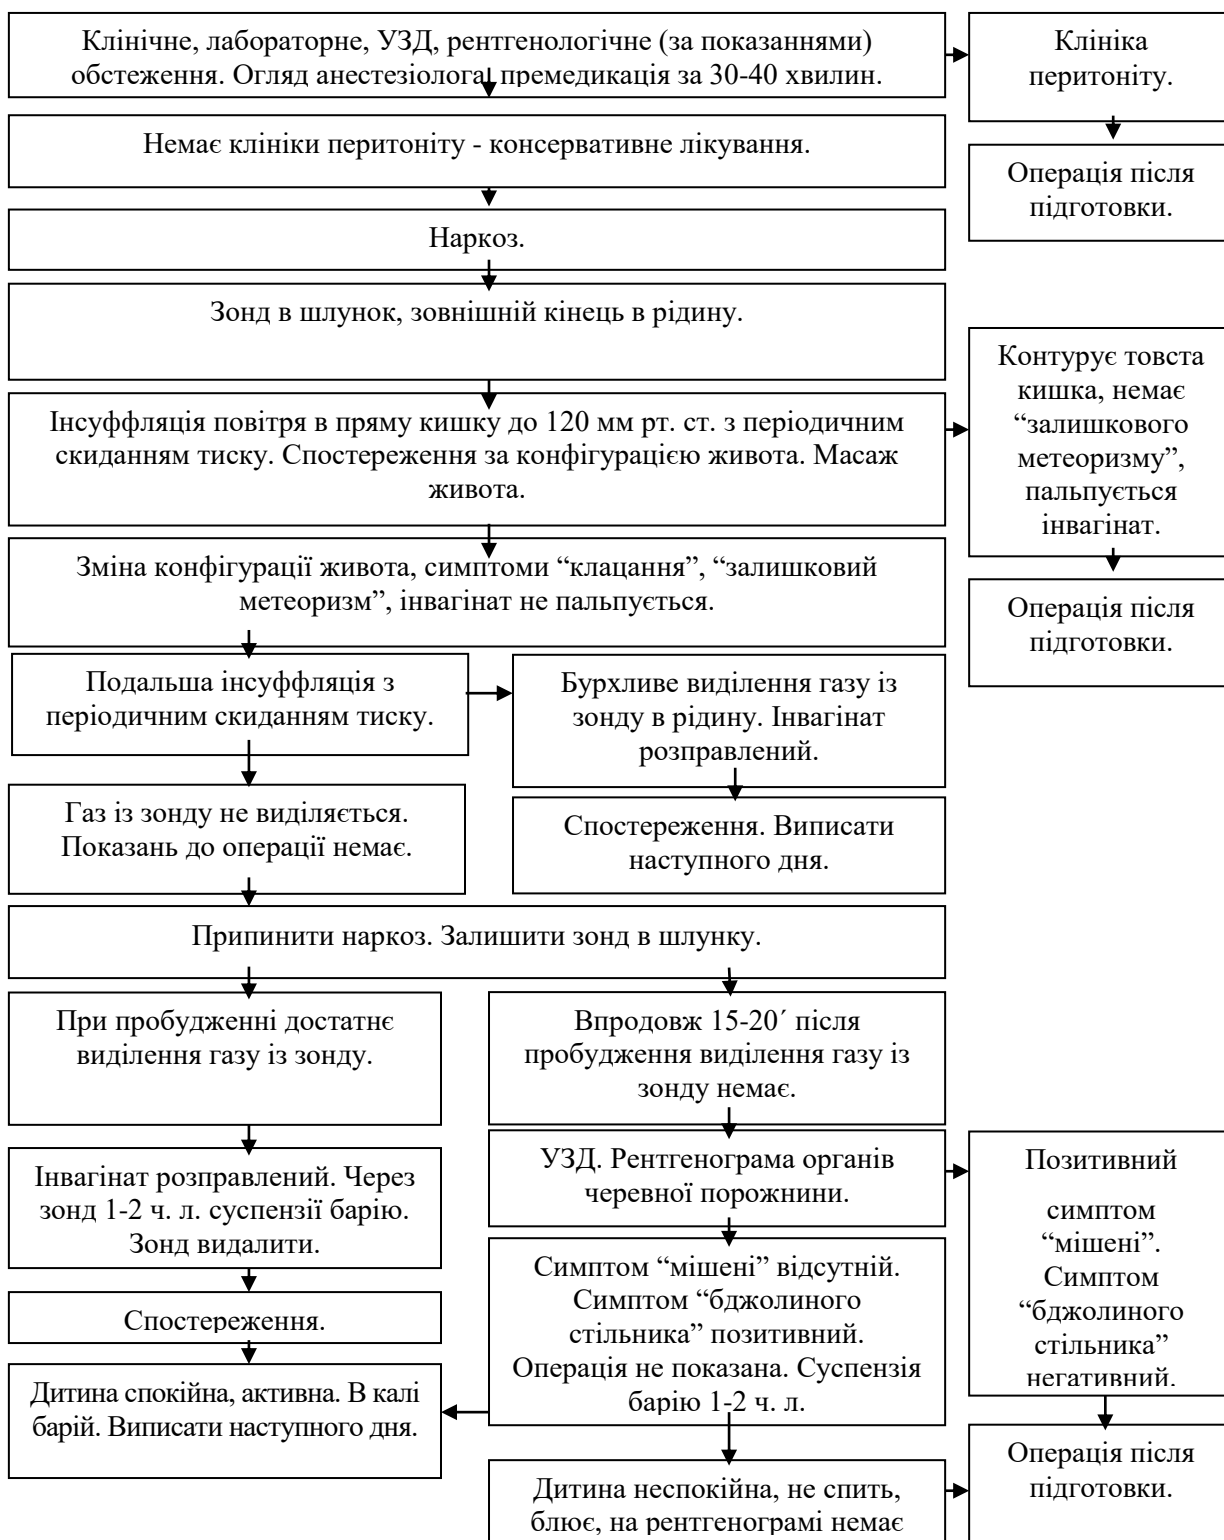 Клінічне, лабораторне, УЗД, рентгенологічне (за показаннями)
обстеження. Огляд анестезіолога, премедикація за 30-40 хвилин.
Клініка
перитоніту.
Немає клініки перитоніту - консервативне лікування.
Операція після
підготовки.
Наркоз.
Зонд в шлунок, зовнішній кінець в рідину.
Інсуффляція повітря в пряму кишку до 120 мм рт. ст. з періодичним
скиданням тиску. Спостереження за конфігурацією живота. Масаж
живота.
Контурує товста
кишка, немає
“залишкового
метеоризму”,
пальпується
інвагінат.
Зміна конфігурації живота, симптоми “клацання”, “залишковий
метеоризм”, інвагінат не пальпується.
Операція після
підготовки.
Подальша інсуффляція з
періодичним скиданням тиску.
Бурхливе виділення газу із
зонду в рідину. Інвагінат
розправлений.
Газ із зонду не виділяється.
Показань до операції немає.
Спостереження. Виписати
наступного дня.
Припинити наркоз. Залишити зонд в шлунку.
При пробудженні достатнє
виділення газу із зонду.
Впродовж 15-20´ після
пробудження виділення газу із
зонду немає.
Інвагінат розправлений. Через
зонд 1-2 ч. л. суспензії барію.
Зонд видалити.
УЗД. Рентгенограма органів
черевної порожнини.
Позитивний
симптом
“мішені”.
Симптом
“бджолиного
стільника”
негативний.
Спостереження.
Симптом “мішені” відсутній.
Симптом “бджолиного
стільника” позитивний.
Операція не показана. Суспензія
барію 1-2 ч. л.
Дитина спокійна, активна. В калі
барій. Виписати наступного дня.
Дитина неспокійна, не спить,
блює, на рентгенограмі немає
Операція після
підготовки.